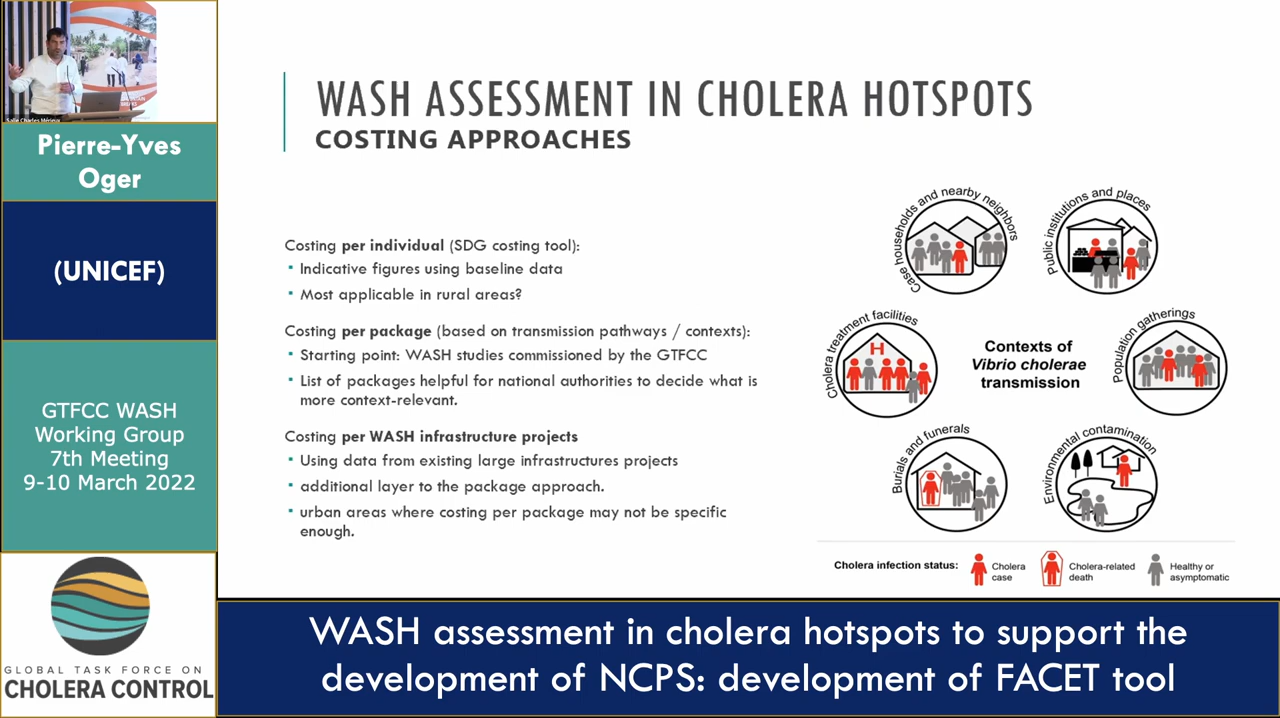 Salle Charles Mérieux
Pierre-Yves
Oger
(UNICEF)
GTFCC WASH
Working Group
7th Meeting
9-10 March 2022
GLOBAL TASK FORCE ON
CHOLERA CONTROL
WASH ASSESSMENT IN CHOLERA HOTSPOTS
COSTING APPROACHES
Costing per individual (SDG costing tool):
▪ Indicative figures using baseline data
▪ Most applicable in rural areas?
Costing per package (based on transmission pathways / contexts):
▪ Starting point: WASH studies commissioned by the GTFCC
▪ List of packages helpful for national authorities to decide what is
more context-relevant.
Costing per WASH infrastructure projects
▪ Using data from existing large infrastructures projects
▪ additional layer to the package approach.
▪ urban areas where costing per package may not be specific
enough.
Case households and nearby neighbors
Public institutions and places
Cholera treatment facilities
H
Contexts of
Vibrio cholerae
transmission
Population gatherings
Burials and funerals
Environmental contamination
Cholera infection status:
Cholera
case
Cholera-related
death
Healthy or
asymptomatic
WASH assessment in cholera hotspots to support the
development of NCPS: development of FACET tool